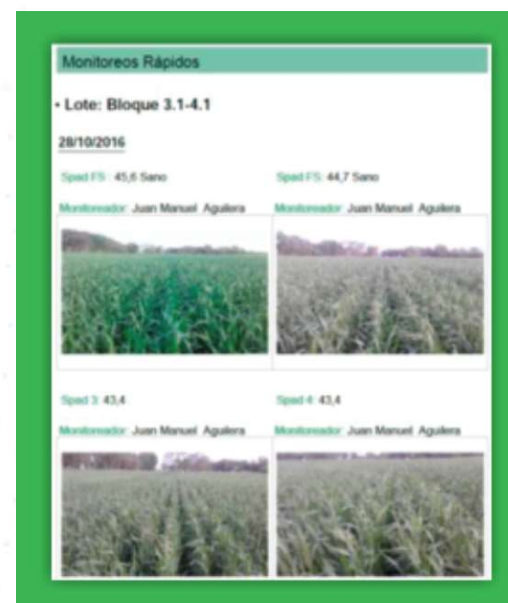 Monitoreos Rápidos
• Lote: Bloque 3.1-4.1
28/10/2016
Spad FS : 45,6 Sano
Spad FS: 44,7 Sano
Monitoreador: Juan Manuel Aguilera
Monitoreador: Juan Manuel Aguilera
Spad 3: 43,4
Spad 4: 43,4
Monitoreador: Juan Manuel Aguilera
Monitoreador: Juan Manuel Aguilera